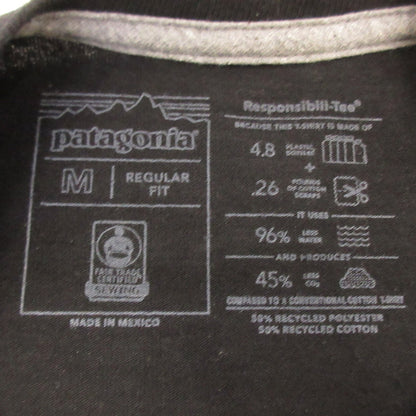 patagonia®
M
REGULAR
FIT
FAIR TRADE
CERTIFIED™
SEWING
MADE IN MEXICO
Responsibili-Tee®
BECAUSE THIS T-SHIRT IS MADE OF
4.8 PLASTIC
BOTTLES
+
.26 POUNDS
OF COTTON
SCRAPS
IT USES
96% LESS
WATER
AND PRODUCES
45% LESS
CO₂
COMPARED TO A CONVENTIONAL COTTON T-SHIRT
50% RECYCLED POLYESTER
50% RECYCLED COTTON